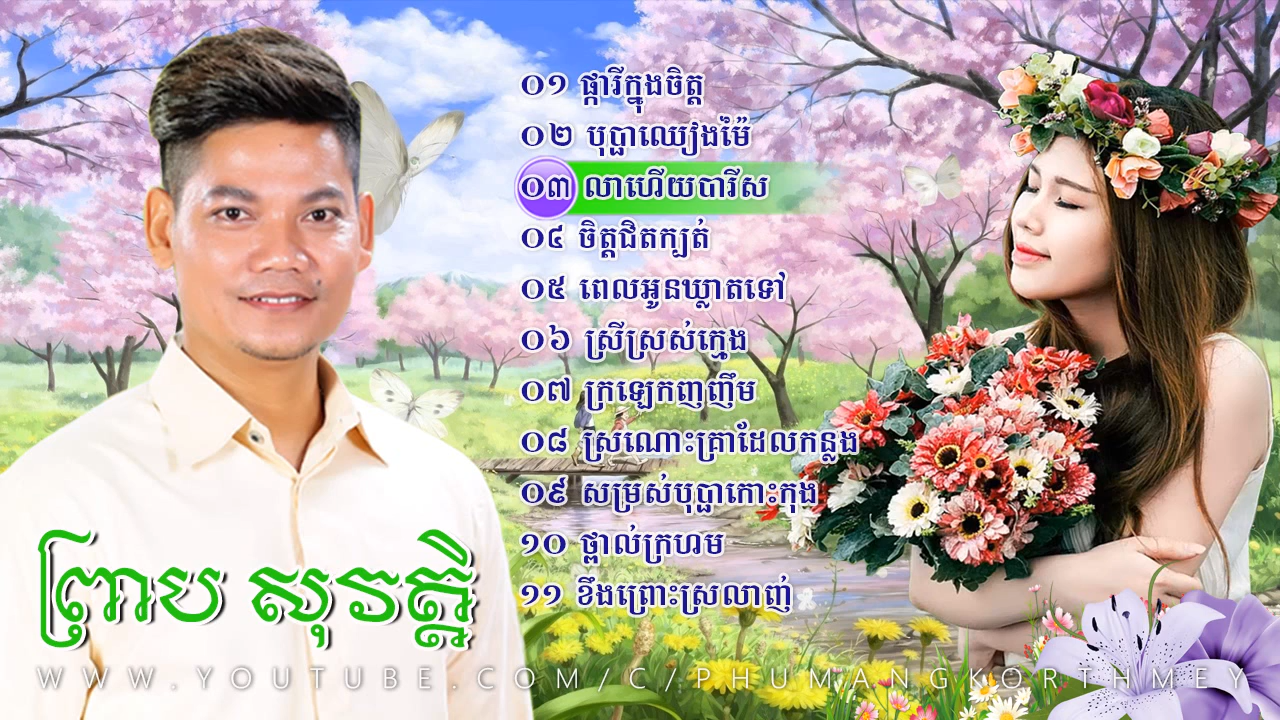 ០១ ផ្ការីក្នុងចិត្ត
០២ បុប្ផាឈៀងម៉ៃ
០៣ លាហើយបារីស
០៤ ចិត្តជិតក្បត់
០៥ ពេលអូនឃ្លាតទៅ
០៦ ស្រីស្រស់ក្មេង
០៧ ក្រឡេកញញឹម
០៨ ស្រណោះគ្រាដែលកន្លង
០៩ សម្រស់បុប្ផាកោះកុង
១០ ថ្ពាល់ក្រហម
១១ ខឹងព្រោះស្រលាញ់
ព្រាប សុវត្ថិ
WWW.YOUTUBE.COM/C/PHUMANGKORTHMEY